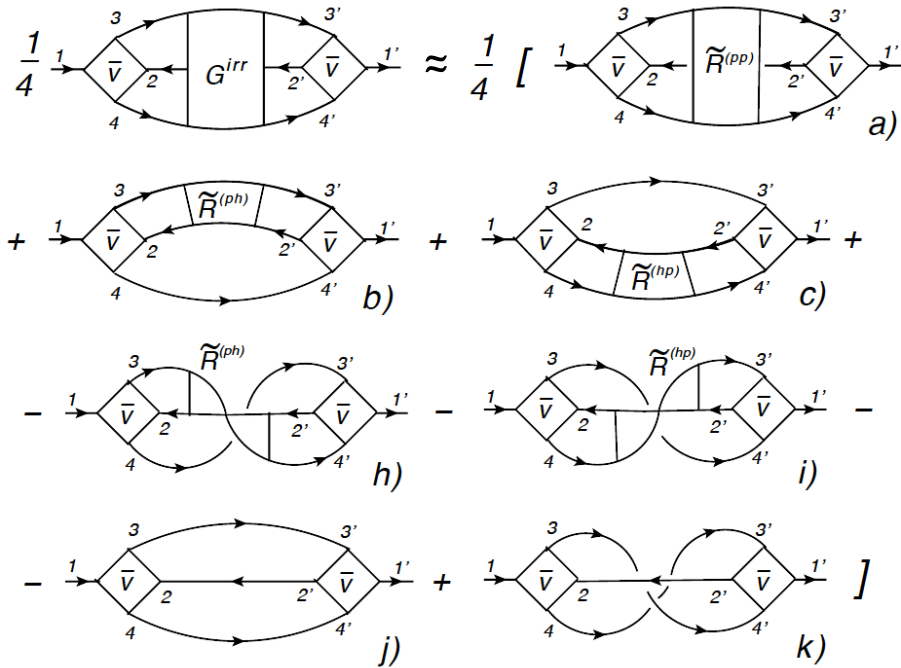 3 3' 3 3'
1/4 1 v̄ 2 G^irr 2' v̄ 1' ≈ 1/4 [ 1 v̄ 2 R̃^(pp) 2' v̄ 1'
4 4' 4 4'
a)
3 R̃^(ph) 3' 3 3'
+ 1 v̄ 2 2' v̄ 1' + 1 v̄ 2 2' v̄ 1' +
4 4' 4 R̃^(hp) 4'
b) c)
3 R̃^(ph) 3' 3 R̃^(hp) 3'
− 1 v̄ 2 2' v̄ 1' − 1 v̄ 2 2' v̄ 1' −
4 4' 4 4'
h) i)
3 3' 3 3'
− 1 v̄ 2 2' v̄ 1' + 1 v̄ 2 2' v̄ 1' ]
4 4' 4 4'
j) k)